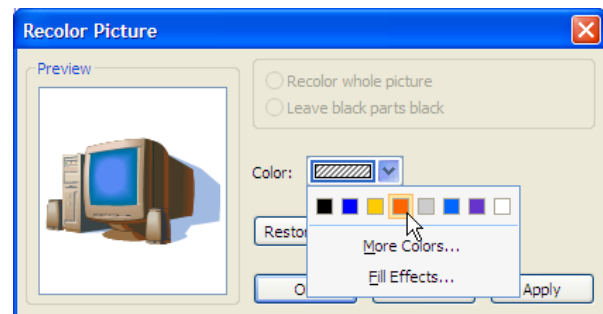 Recolor Picture
Preview
Recolor whole picture
Leave black parts black
Color:
More Colors...
Fill Effects...
Apply